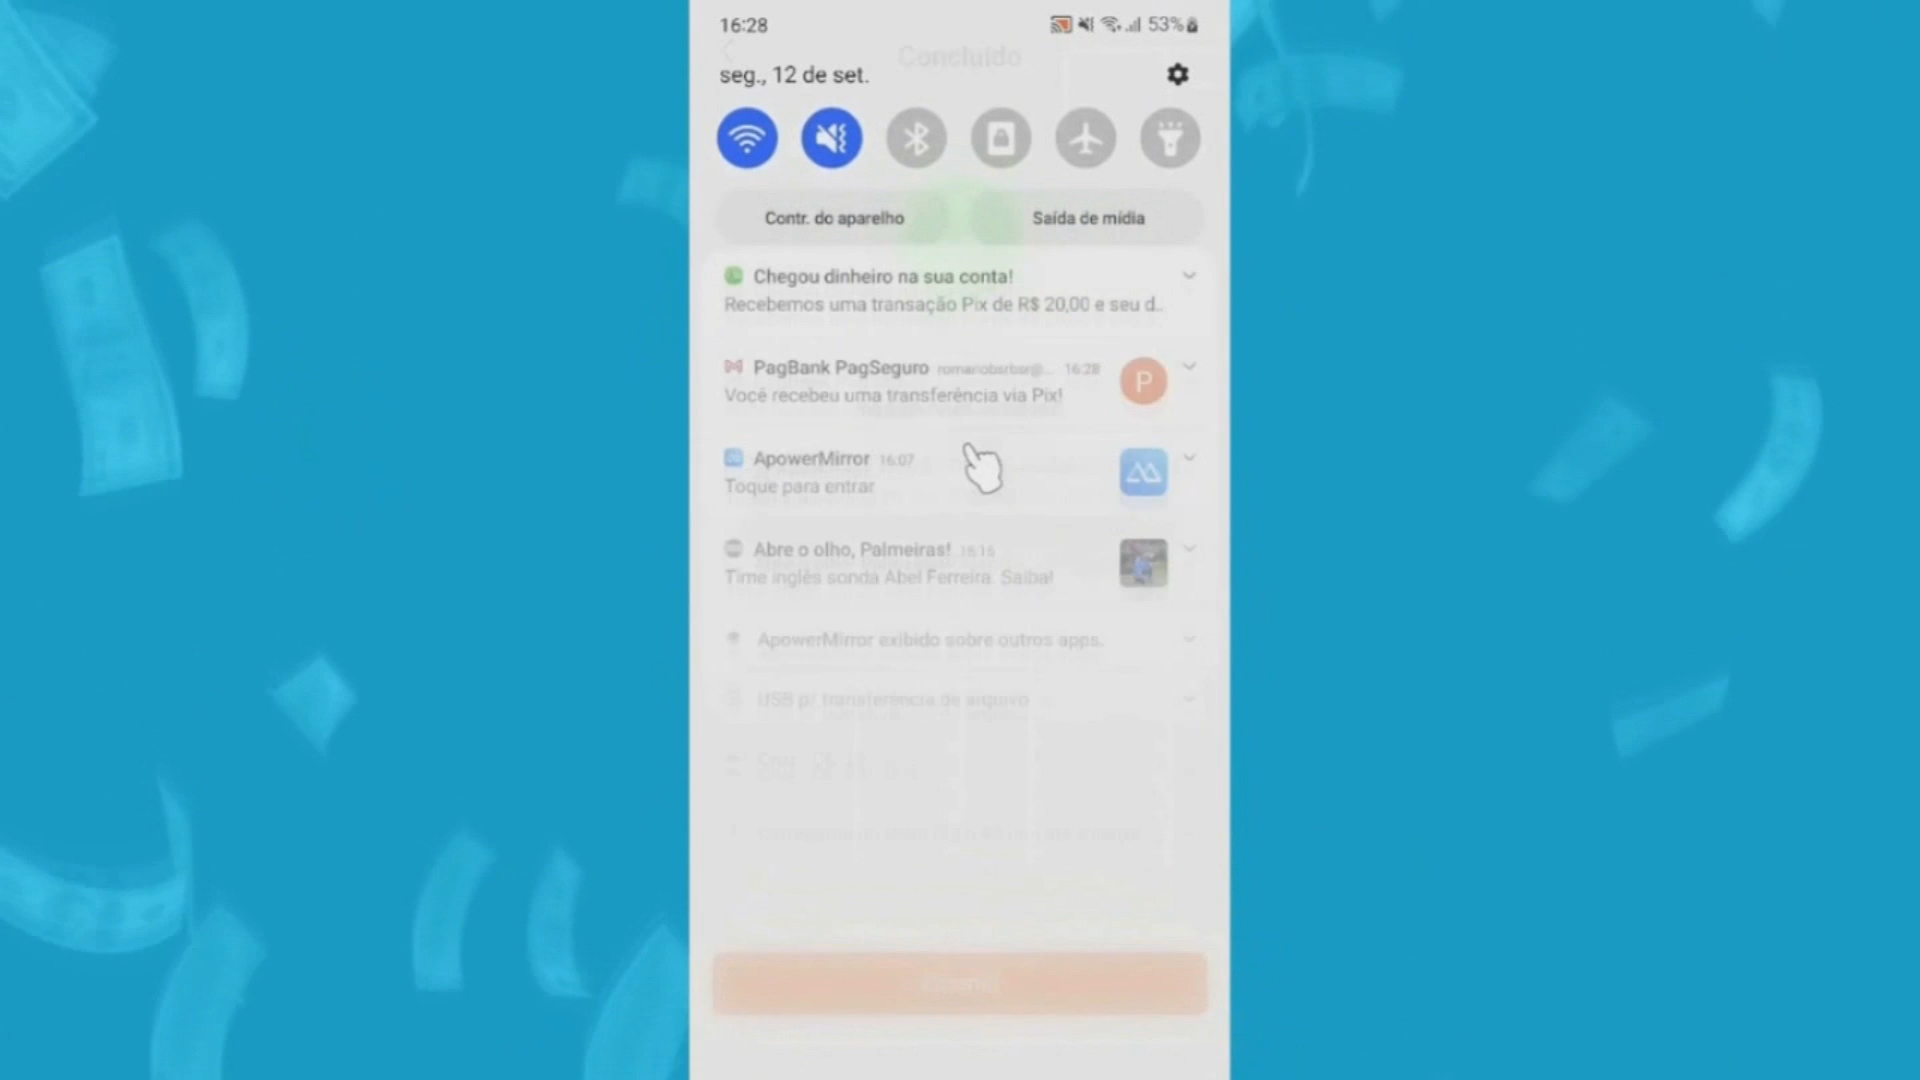 16:28
53%
Concluído
seg., 12 de set.
Contr. do aparelho
Saída de mídia
Chegou dinheiro na sua conta!
Recebemos uma transação Pix de R$ 20,00 e seu d..
PagBank PagSeguro romariobarbar@... 16:28
P
Você recebeu uma transferência via Pix!
ApowerMirror 16:07
Toque para entrar
Abre o olho, Palmeiras! 16:16
Time inglês sonda Abel Ferreira. Saiba!
ApowerMirror exibido sobre outros apps.
USB p/ transferência de arquivo